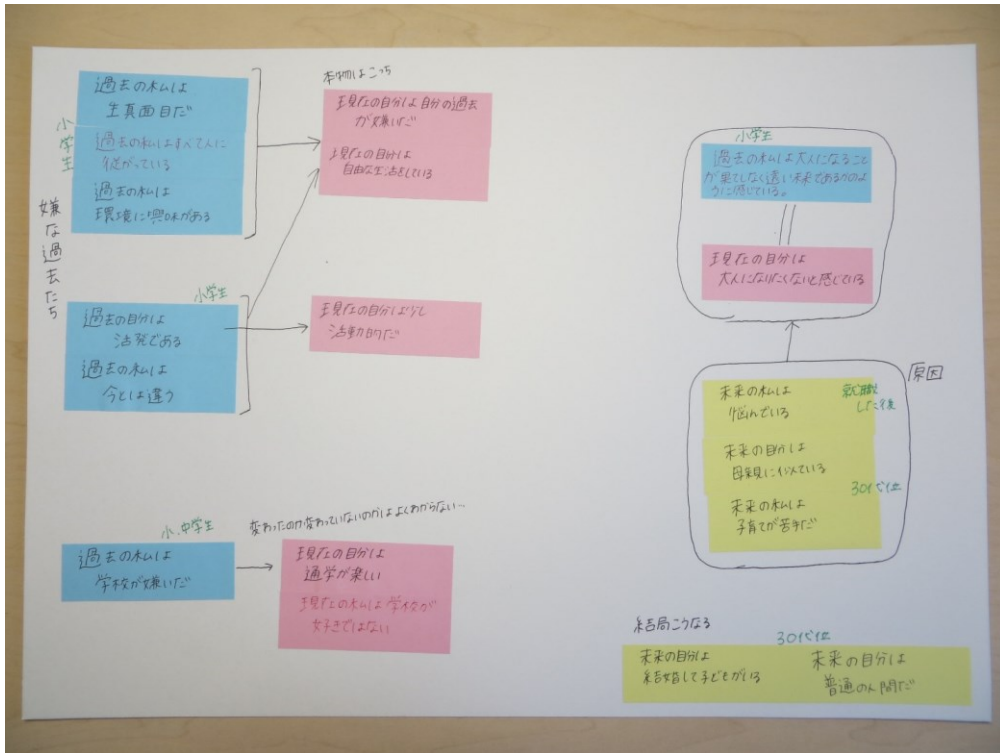 嫌な過去たち
小学生
過去の私は
生真面目だ
過去の私はすべて人に
従がっている
過去の私は
環境に興味がある
本物はこっち
現在の自分は自分の過去
が嫌いだ
現在の自分は
自由な生活をしている
小学生
過去の自分は
活発である
過去の私は
今とは違う
現在の自分は少し
活動的だ
小、中学生
変わったのか変わっていないのかはよくわからない…
過去の私は
学校が嫌いだ
現在の自分は
通学が楽しい
現在の私は学校が
好きではない
小学生
過去の私は大人になること
が果てしなく遠い未来であるかのよ
うに感じている。
現在の自分は
大人になりたくないと感じている
原因
未来の私は
悩んでいる
就職
した後
未来の自分は
母親に似ている
30代位
未来の私は
子育てが苦手だ
結局こうなる
30代位
未来の自分は
結婚して子どもがいる
未来の自分は
普通の人間だ